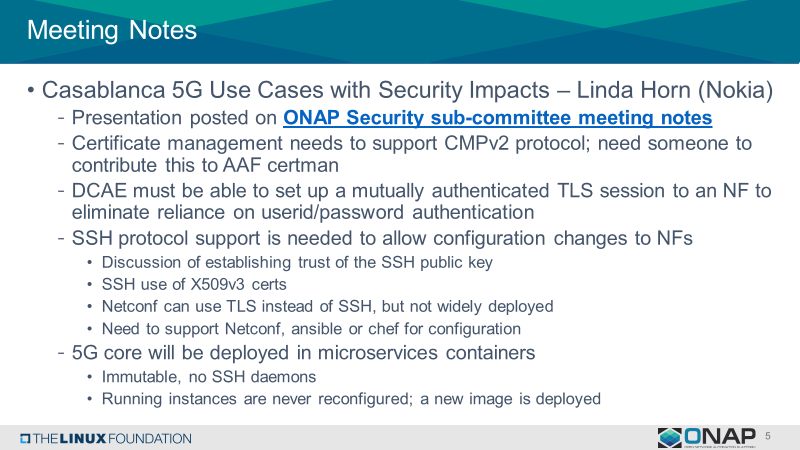 Meeting Notes
• Casablanca 5G Use Cases with Security Impacts – Linda Horn (Nokia)
- Presentation posted on ONAP Security sub-committee meeting notes
- Certificate management needs to support CMPv2 protocol; need someone to
contribute this to AAF certman
- DCAE must be able to set up a mutually authenticated TLS session to an NF to
eliminate reliance on userid/password authentication
- SSH protocol support is needed to allow configuration changes to NFs
• Discussion of establishing trust of the SSH public key
• SSH use of X509v3 certs
• Netconf can use TLS instead of SSH, but not widely deployed
• Need to support Netconf, ansible or chef for configuration
- 5G core will be deployed in microservices containers
• Immutable, no SSH daemons
• Running instances are never reconfigured; a new image is deployed
THE LINUX FOUNDATION
ONAP
5